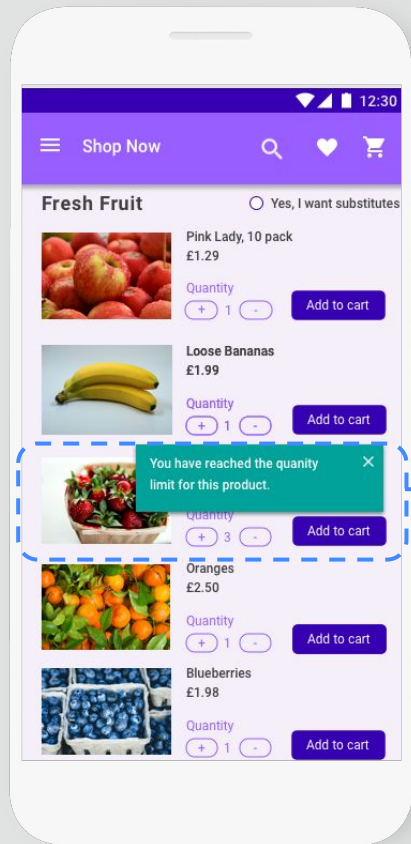 12:30
Shop Now
Fresh Fruit
Yes, I want substitutes
Pink Lady, 10 pack
£1.29
Quantity
+ 1 -
Add to cart
Loose Bananas
£1.99
Quantity
+ 1 -
Add to cart
You have reached the quanity
limit for this product.
Quantity
+ 3 -
Add to cart
Oranges
£2.50
Quantity
+ 1 -
Add to cart
Blueberries
£1.98
Quantity
+ 1 -
Add to cart